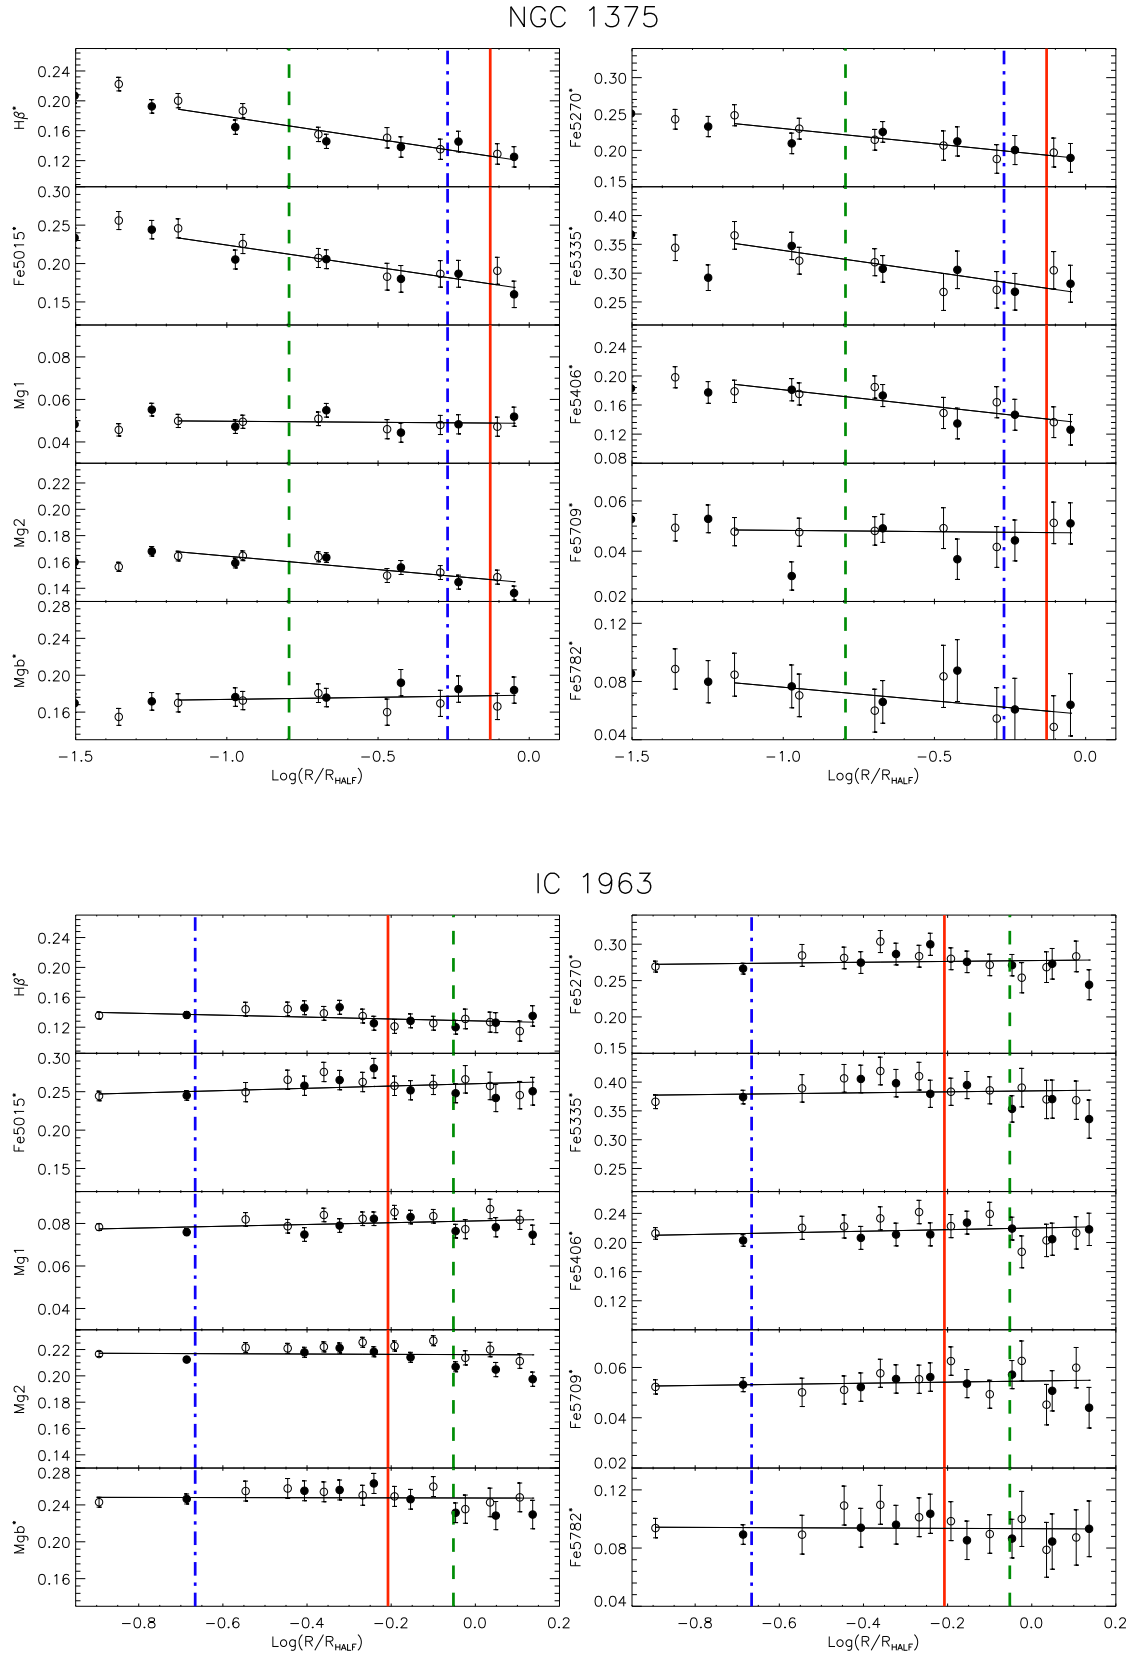 NGC 1375
Hβ*
0.24
0.20
0.16
0.12
Fe5015*
0.30
0.25
0.20
0.15
Mg1
0.08
0.06
0.04
Mg2
0.22
0.20
0.18
0.16
0.14
Mgb*
0.28
0.24
0.20
0.16
−1.5 −1.0 −0.5 0.0
Log(R/RHALF)
Fe5270*
0.30
0.25
0.20
0.15
Fe5335*
0.40
0.35
0.30
0.25
Fe5406*
0.24
0.20
0.16
0.12
0.08
Fe5709*
0.06
0.04
0.02
Fe5782*
0.12
0.08
0.04
−1.5 −1.0 −0.5 0.0
Log(R/RHALF)
IC 1963
Hβ*
0.24
0.20
0.16
0.12
Fe5015*
0.30
0.25
0.20
0.15
Mg1
0.08
0.06
0.04
Mg2
0.22
0.20
0.18
0.16
0.14
Mgb*
0.28
0.24
0.20
0.16
−0.8 −0.6 −0.4 −0.2 0.0 0.2
Log(R/RHALF)
Fe5270*
0.30
0.25
0.20
0.15
Fe5335*
0.40
0.35
0.30
0.25
Fe5406*
0.24
0.20
0.16
0.12
Fe5709*
0.06
0.04
0.02
Fe5782*
0.12
0.08
0.04
−0.8 −0.6 −0.4 −0.2 0.0 0.2
Log(R/RHALF)